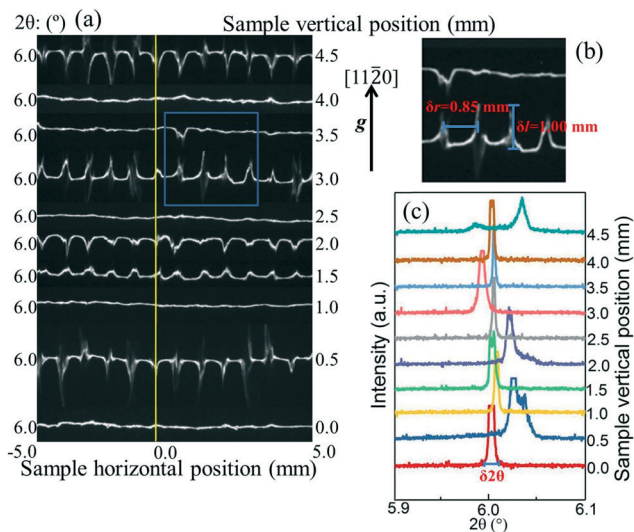 2θ: (º) (a) Sample vertical position (mm)
6.0 4.5
6.0 4.0
6.0 3.5
6.0 3.0
6.0 2.5
6.0 2.0
6.0 1.5
6.0 1.0
6.0 0.5
6.0 0.0
-5.0 0.0 5.0
Sample horizontal position (mm)
(b)
[112̅0]
g
δr=0.85 mm
δl=1.00 mm
(c)
4.5
4.0
3.5
3.0
2.5
2.0
1.5
1.0
0.5
0.0
Intensity (a.u.)
Sample vertical position (mm)
δ2θ
5.9 6.0 6.1
2θ (°)